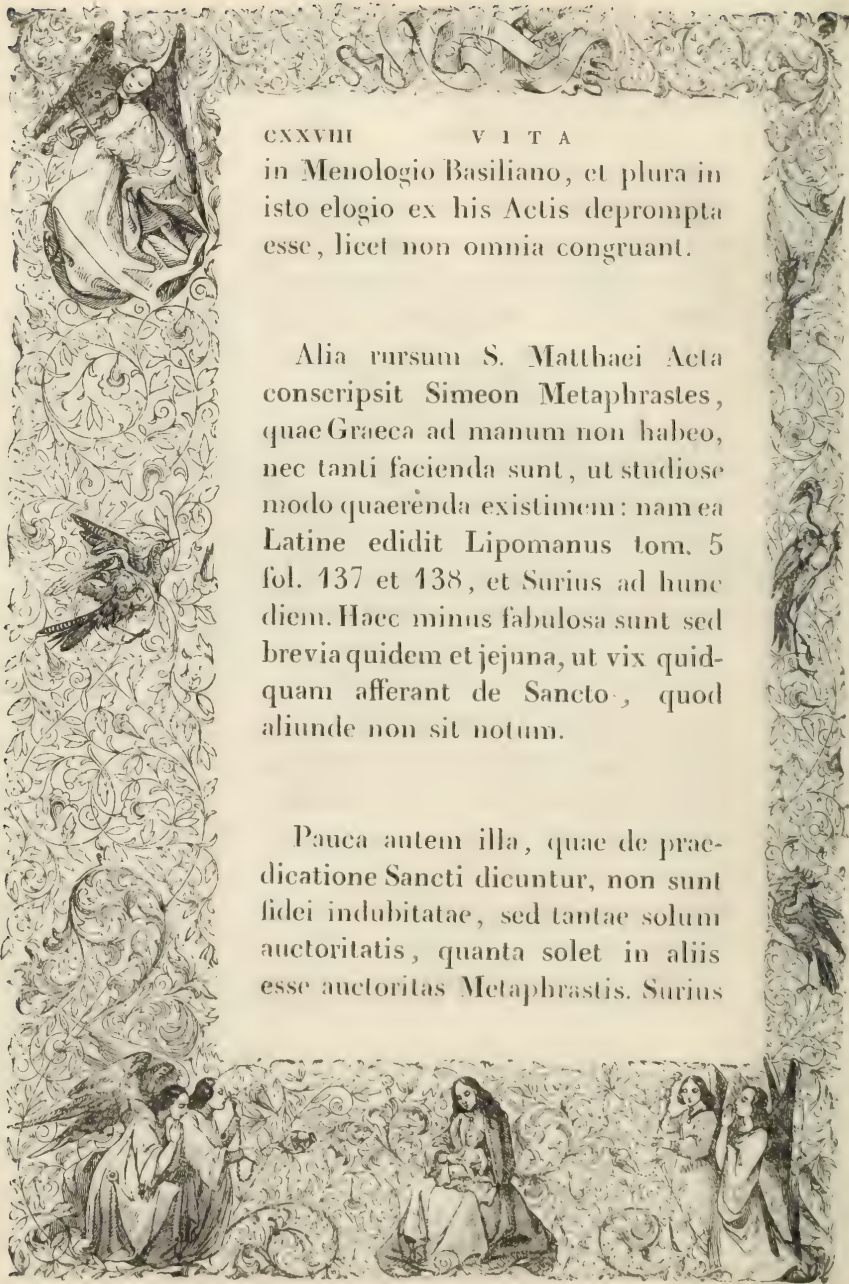 CXXVIII VITA
in Menologio Basiliano, et plura in
isto elogio ex his Actis deprompta
esse, licet non omnia congruant.
Alia rursum S. Matthaei Acta
conscripsit Simeon Metaphrastes,
quae Graeca ad manum non habeo,
nec tanti facienda sunt, ut studiose
modo quaerenda existimem: nam ea
Latine edidit Lipomanus tom. 5
fol. 137 et 138, et Surius ad hunc
diem. Haec minus fabulosa sunt sed
brevia quidem et jejuna, ut vix quid-
quam afferant de Sancto, quod
aliunde non sit notum.
Pauca autem illa, quae de prae-
dicatione Sancti dicuntur, non sunt
fidei indubitatae, sed tantae solum
auctoritatis, quanta solet in aliis
esse auctoritas Metaphrastis. Surius